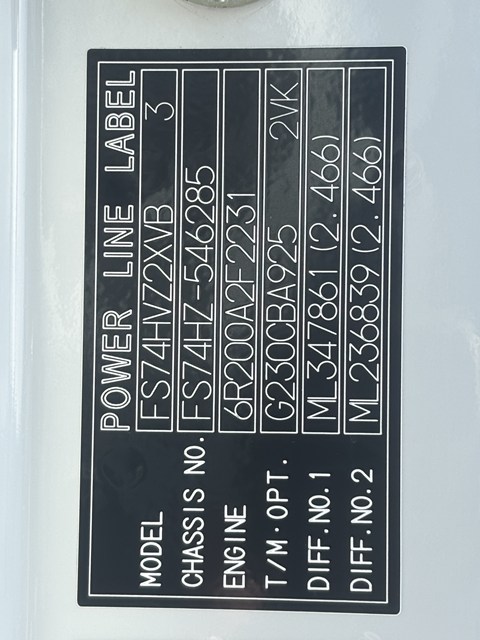 POWER LINE LABEL
MODEL FS74HVZ2XVB 3
CHASSIS NO. FS74HZ-546285
ENGINE 6R200A2F2231
T/M·OPT. G230CBA925 2VK
DIFF.NO.1 ML347861 (2.466)
DIFF.NO.2 ML236839 (2.466)